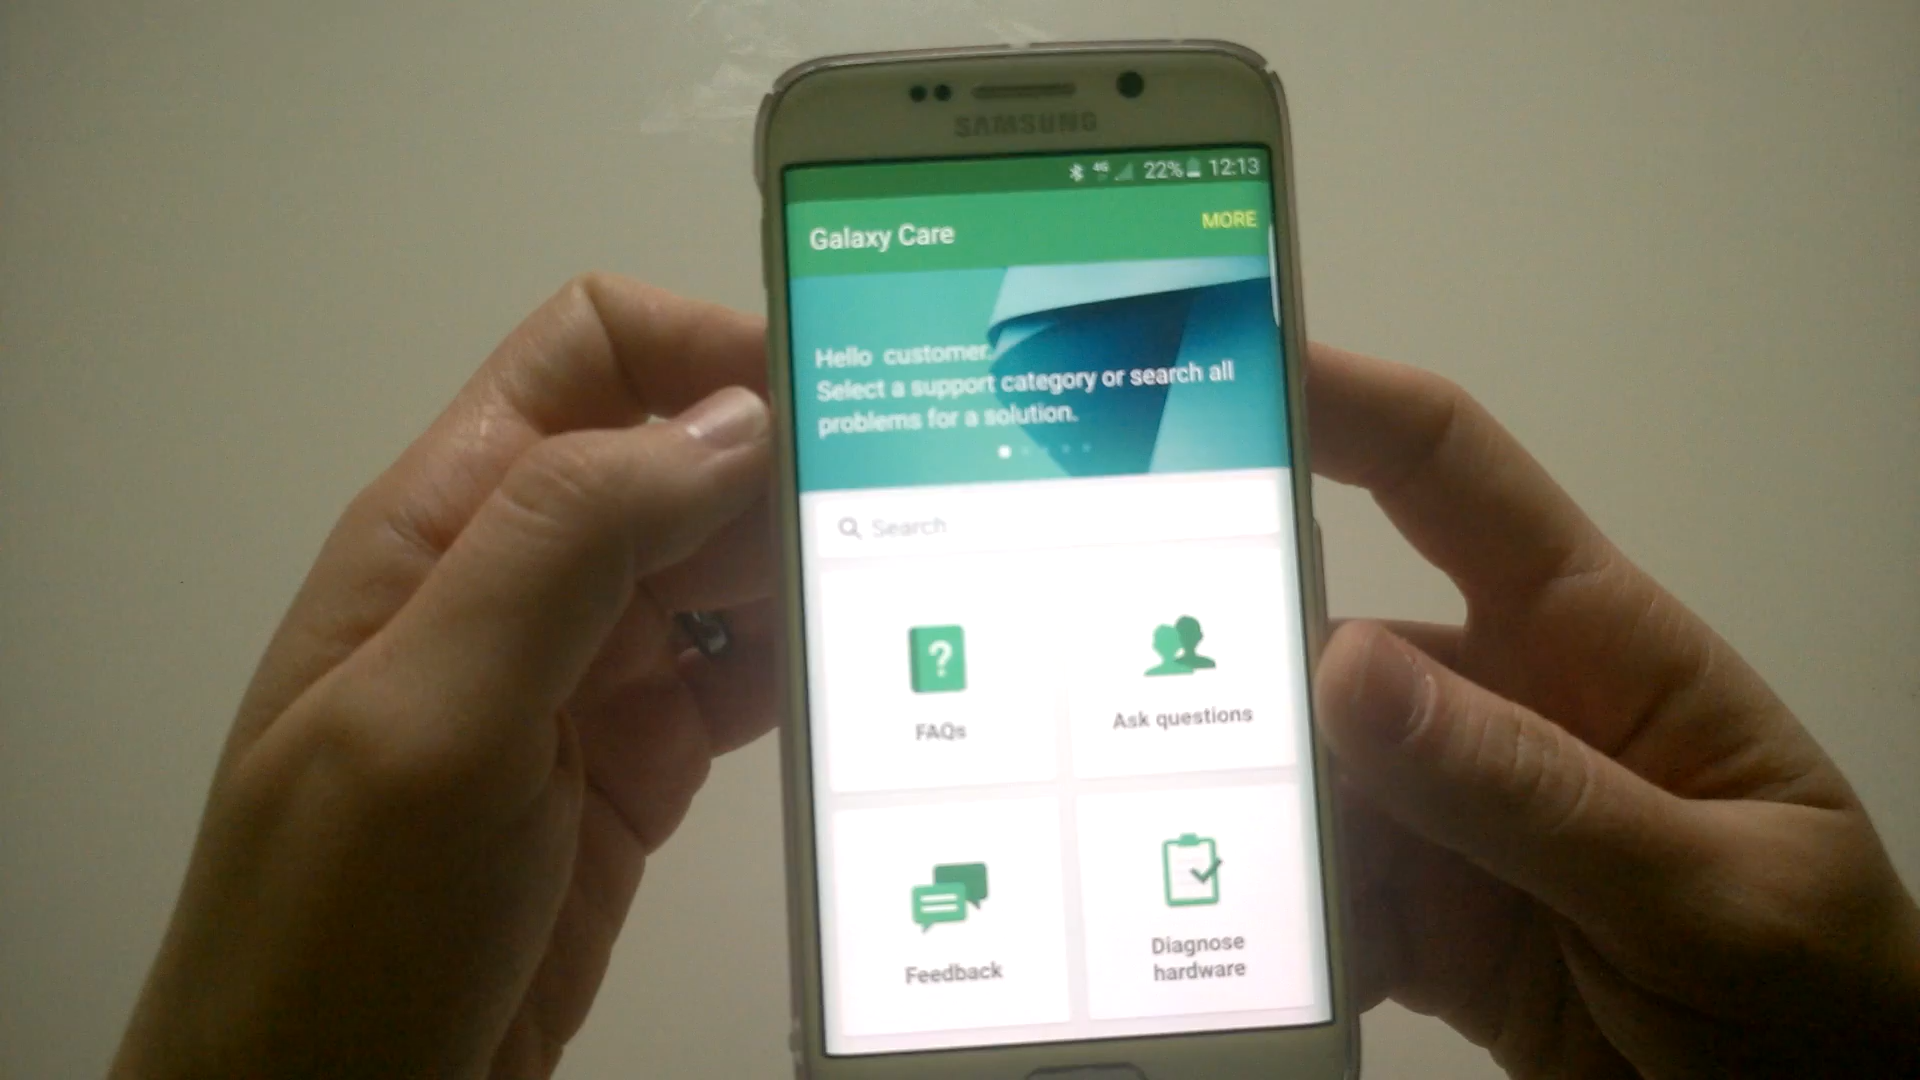 SAMSUNG
4G 22% 12:13
Galaxy Care
MORE
Hello customer.
Select a support category or search all
problems for a solution.
Search
?
FAQs
Ask questions
Feedback
Diagnose
hardware